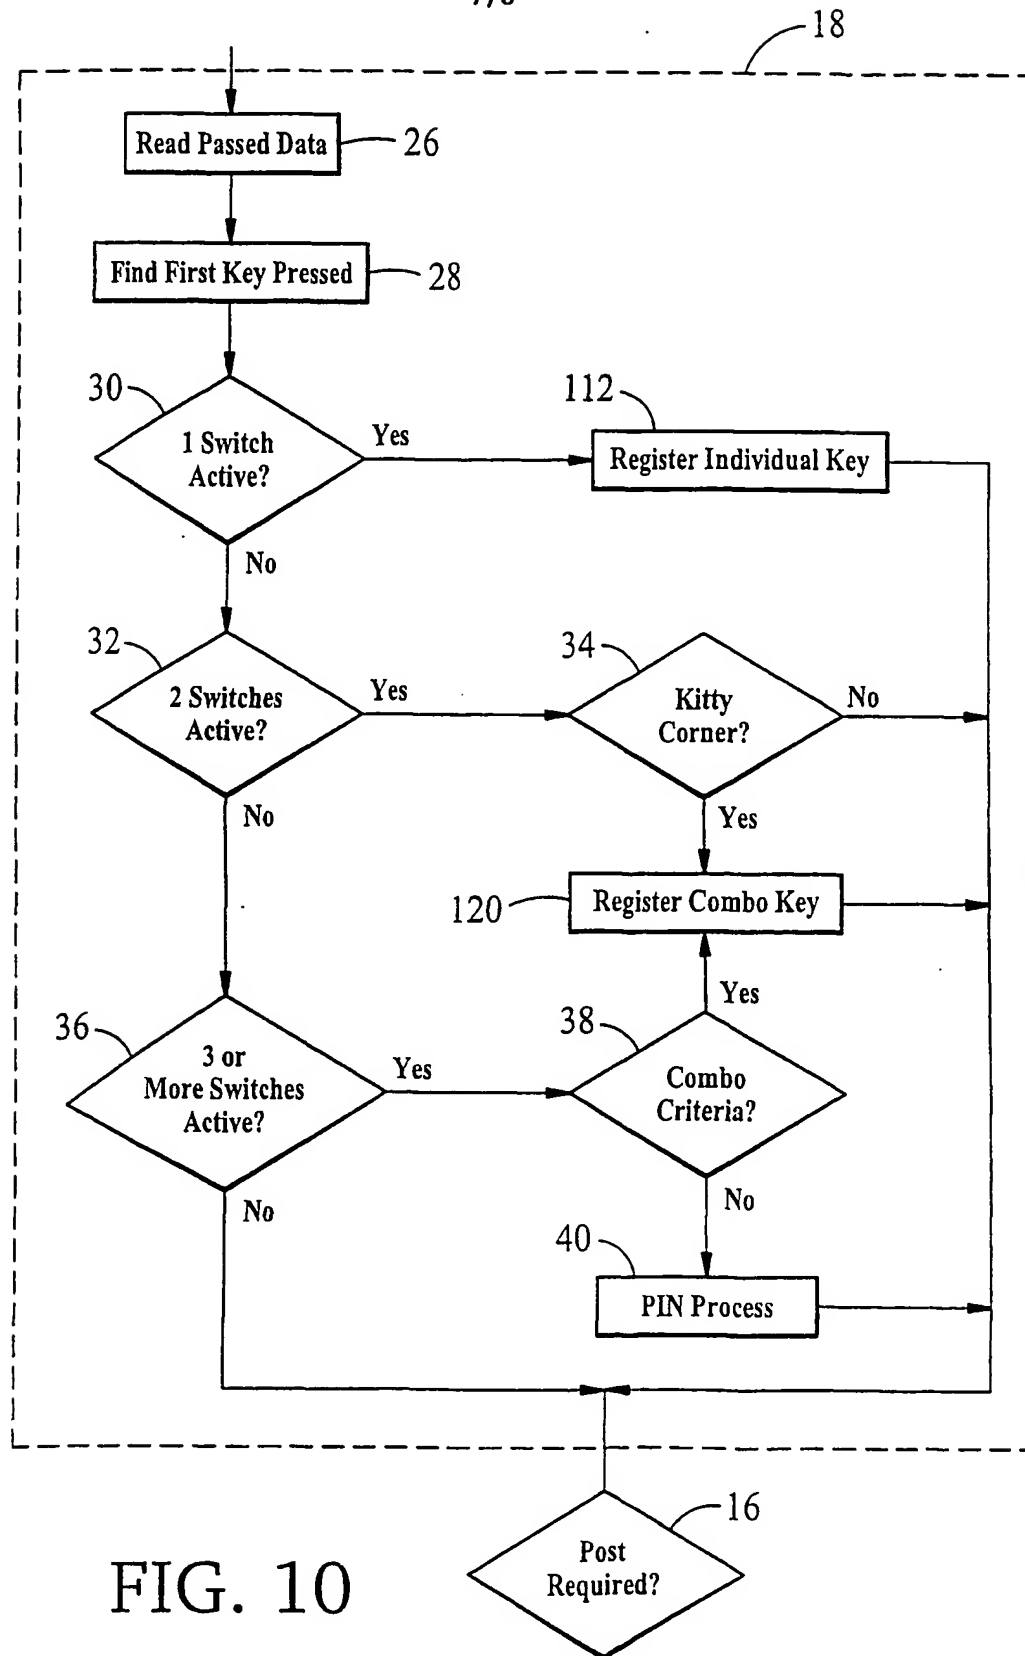 18
Read Passed Data
26
Find First Key Pressed
28
30
1 Switch
Active?
Yes
112
Register Individual Key
No
32
2 Switches
Active?
Yes
34
Kitty
Corner?
No
No
Yes
120
Register Combo Key
Yes
36
3 or
More Switches
Active?
Yes
38
Combo
Criteria?
No
No
40
PIN Process
16
Post
Required?
FIG. 10